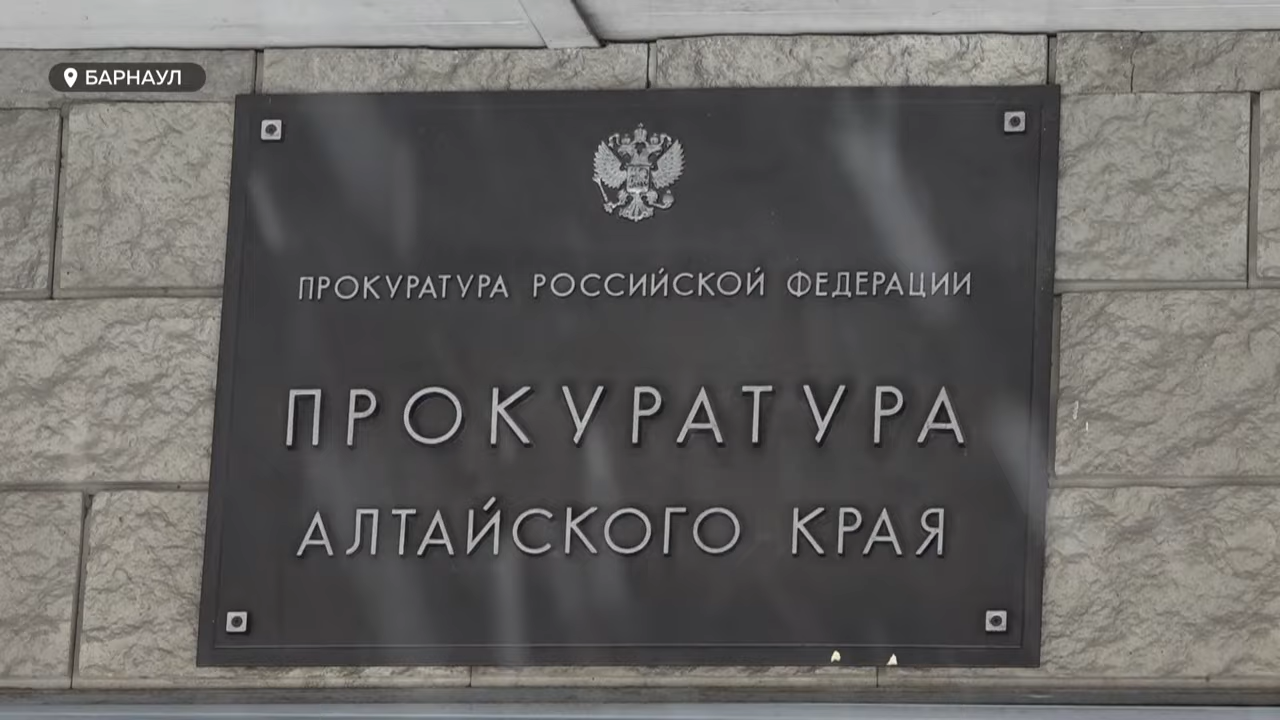 БАРНАУЛ
ПРОКУРАТУРА РОССИЙСКОЙ ФЕДЕРАЦИИ
ПРОКУРАТУРА
АЛТАЙСКОГО КРАЯ